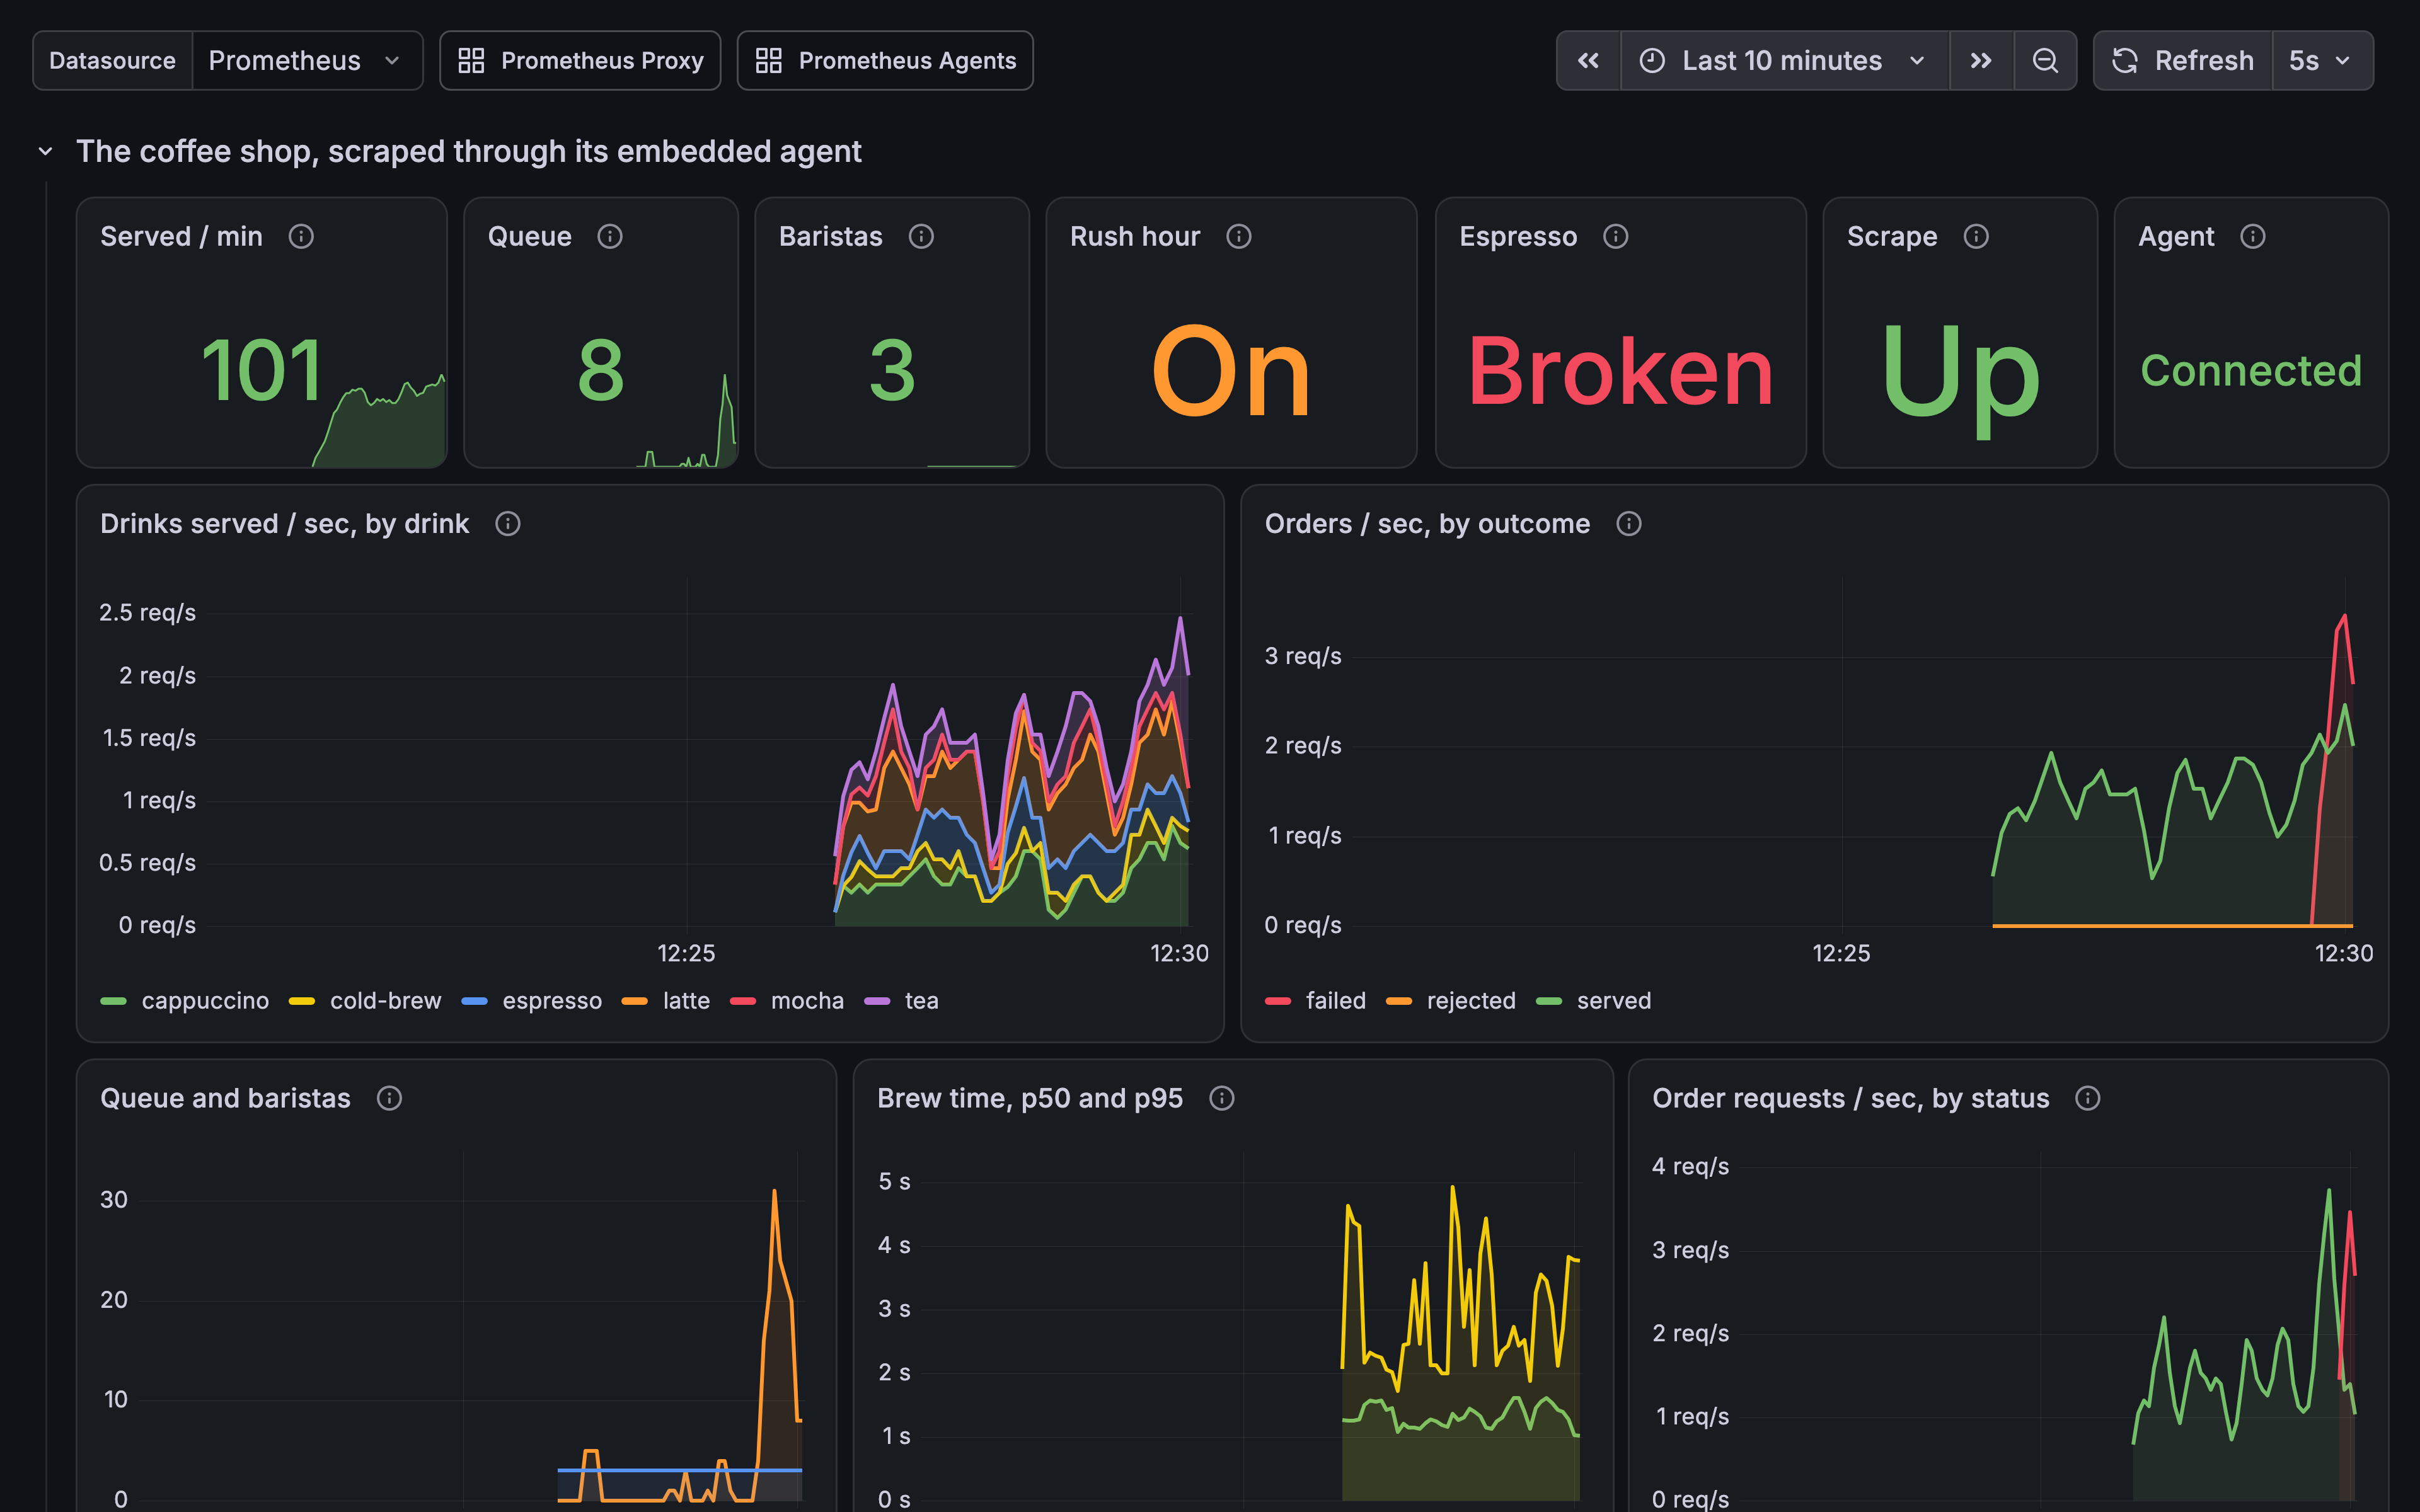 Datasource Prometheus Prometheus Proxy Prometheus Agents Last 10 minutes Refresh 5s
The coffee shop, scraped through its embedded agent
Served / min Queue Baristas Rush hour Espresso Scrape Agent
101 8 3 On Broken Up Connected
Drinks served / sec, by drink
2.5 req/s
2 req/s
1.5 req/s
1 req/s
0.5 req/s
0 req/s
12:25 12:30
cappuccino cold-brew espresso latte mocha tea
Orders / sec, by outcome
3 req/s
2 req/s
1 req/s
0 req/s
12:25 12:30
failed rejected served
Queue and baristas
30
20
10
0
Brew time, p50 and p95
5 s
4 s
3 s
2 s
1 s
0 s
Order requests / sec, by status
4 req/s
3 req/s
2 req/s
1 req/s
0 req/s